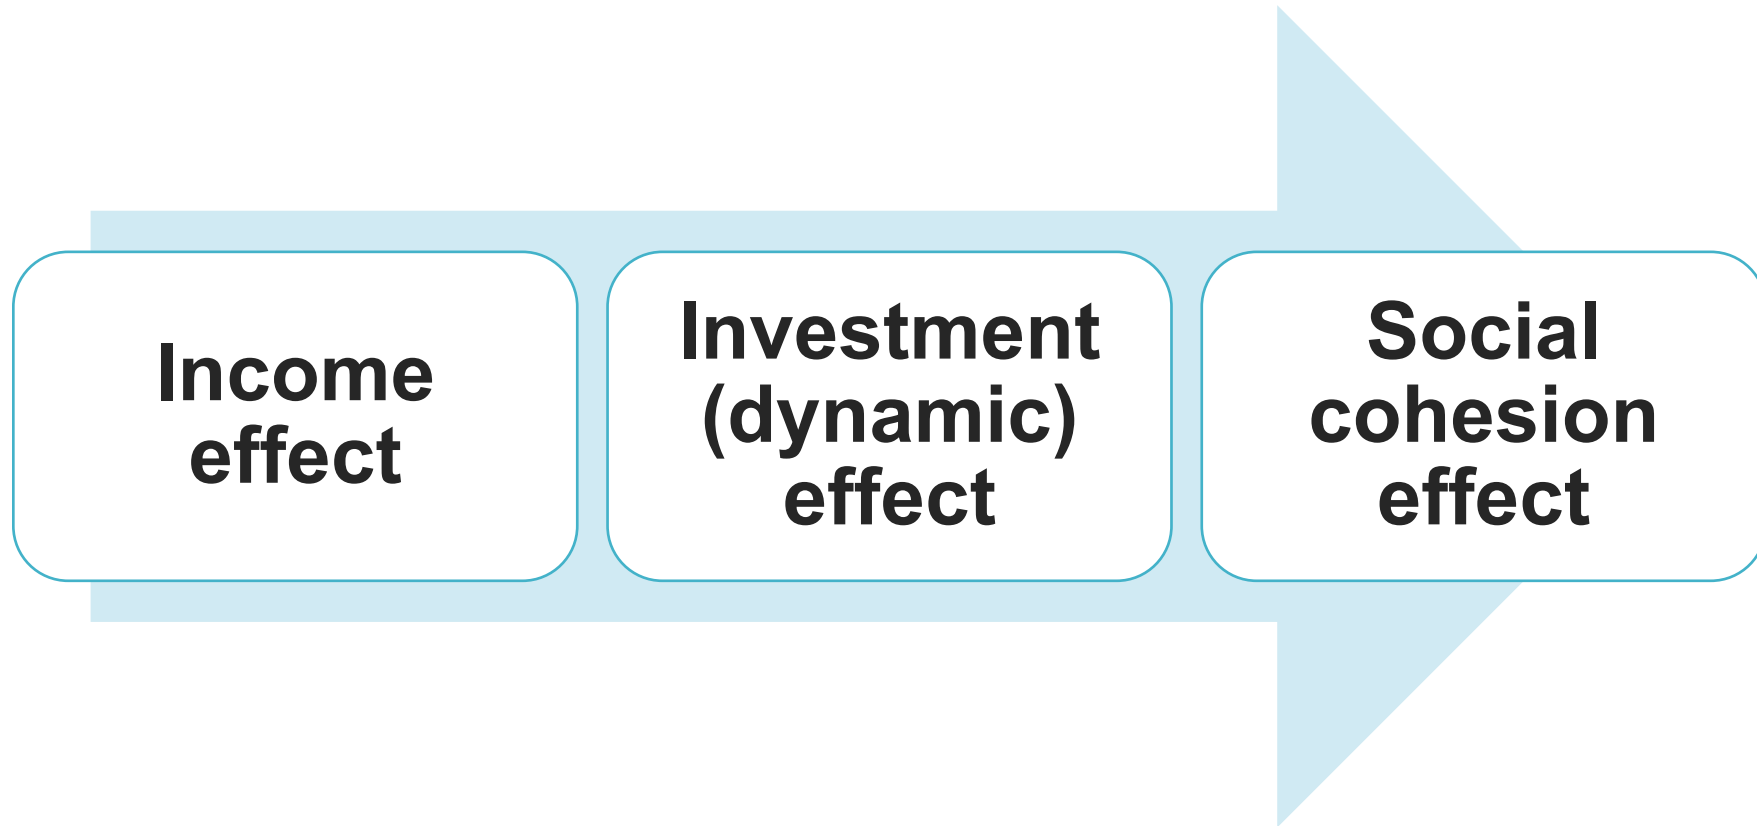 Income
effect
Investment
(dynamic)
effect
Social
cohesion
effect